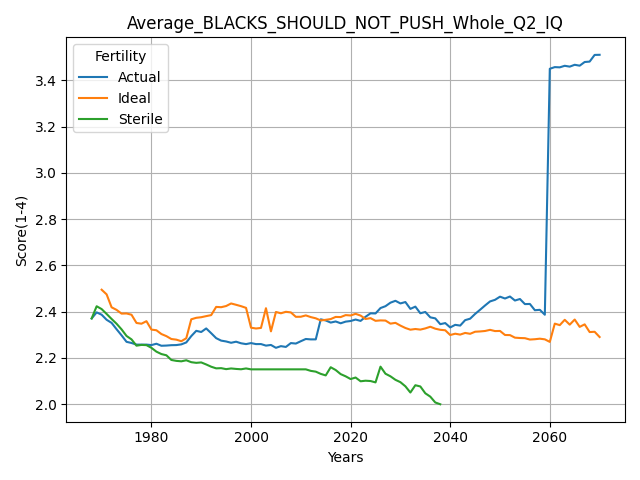 Average_BLACKS_SHOULD_NOT_PUSH_Whole_Q2_IQ
Fertility
Actual
Ideal
Sterile
Score(1-4)
3.4
3.2
3.0
2.8
2.6
2.4
2.2
2.0
1980 2000 2020 2040 2060
Years